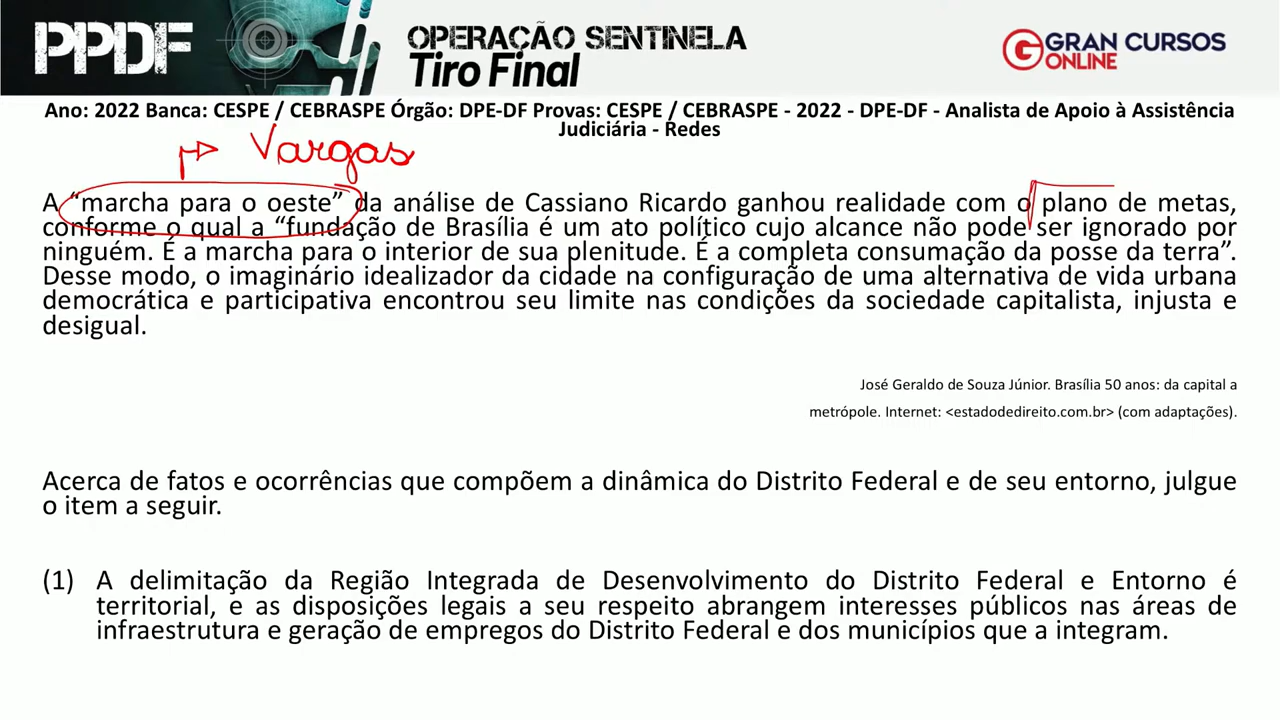 PPDF
OPERAÇÃO SENTINELA
Tiro Final
GRAN CURSOS
ONLINE
Ano: 2022 Banca: CESPE / CEBRASPE Órgão: DPE-DF Provas: CESPE / CEBRASPE - 2022 - DPE-DF - Analista de Apoio à Assistência
Judiciária - Redes
Vargas
A “marcha para o oeste” da análise de Cassiano Ricardo ganhou realidade com o plano de metas,
conforme o qual a “fundação de Brasília é um ato político cujo alcance não pode ser ignorado por
ninguém. É a marcha para o interior de sua plenitude. É a completa consumação da posse da terra”.
Desse modo, o imaginário idealizador da cidade na configuração de uma alternativa de vida urbana
democrática e participativa encontrou seu limite nas condições da sociedade capitalista, injusta e
desigual.
José Geraldo de Souza Júnior. Brasília 50 anos: da capital a
metrópole. Internet: <estadodedireito.com.br> (com adaptações).
Acerca de fatos e ocorrências que compõem a dinâmica do Distrito Federal e de seu entorno, julgue
o item a seguir.
(1) A delimitação da Região Integrada de Desenvolvimento do Distrito Federal e Entorno é
territorial, e as disposições legais a seu respeito abrangem interesses públicos nas áreas de
infraestrutura e geração de empregos do Distrito Federal e dos municípios que a integram.